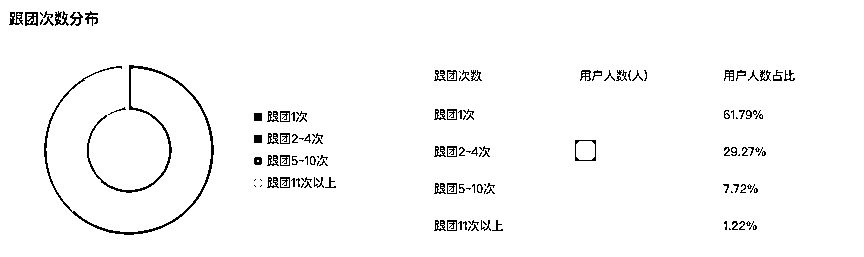 跟团次数分布
跟团1次
跟团2~4次
跟团5~10次
跟团11次以上
跟团次数 用户人数(人) 用户人数占比
跟团1次 61.79%
跟团2~4次 29.27%
跟团5~10次 7.72%
跟团11次以上 1.22%